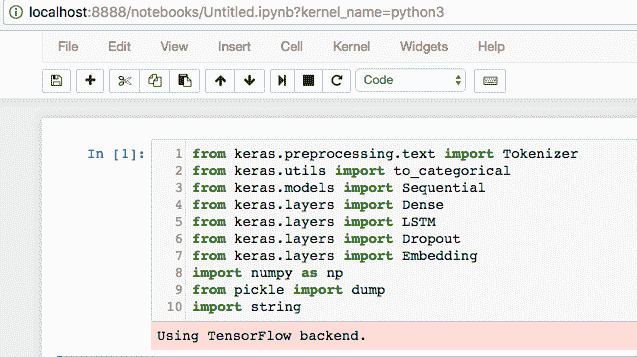 localhost:8888/notebooks/Untitled.ipynb?kernel_name=python3
File Edit View Insert Cell Kernel Widgets Help
Code
In [1]:
1 from keras.preprocessing.text import Tokenizer
2 from keras.utils import to_categorical
3 from keras.models import Sequential
4 from keras.layers import Dense
5 from keras.layers import LSTM
6 from keras.layers import Dropout
7 from keras.layers import Embedding
8 import numpy as np
9 from pickle import dump
10 import string
Using TensorFlow backend.